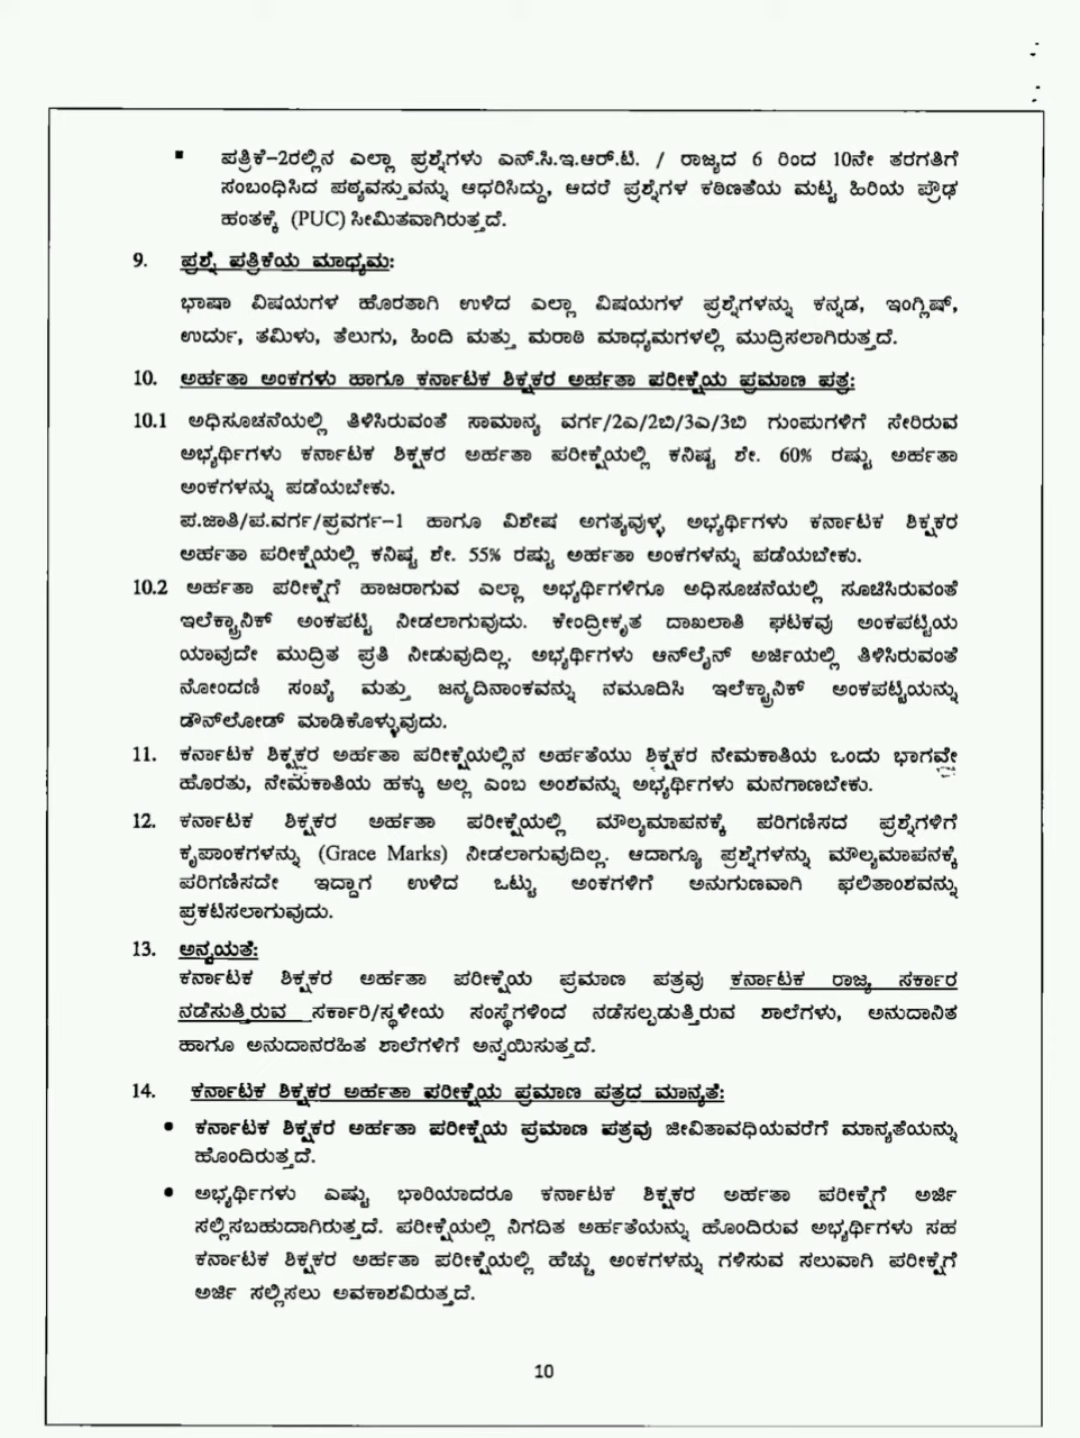 ▪ ಪತ್ರಿಕೆ-2ರಲ್ಲಿನ ಎಲ್ಲಾ ಪ್ರಶ್ನೆಗಳು ಎನ್.ಸಿ.ಇ.ಆರ್.ಟಿ. / ರಾಜ್ಯದ 6 ರಿಂದ 10ನೇ ತರಗತಿಗೆ
ಸಂಬಂಧಿಸಿದ ಪಠ್ಯವಸ್ತುವನ್ನು ಆಧರಿಸಿದ್ದು, ಆದರೆ ಪ್ರಶ್ನೆಗಳ ಕಠಿಣತೆಯ ಮಟ್ಟ ಹಿರಿಯ ಪ್ರೌಢ
ಹಂತಕ್ಕೆ (PUC) ಸೀಮಿತವಾಗಿರುತ್ತದೆ.
9. ಪ್ರಶ್ನೆ ಪತ್ರಿಕೆಯ ಮಾಧ್ಯಮ:
ಭಾಷಾ ವಿಷಯಗಳ ಹೊರತಾಗಿ ಉಳಿದ ಎಲ್ಲಾ ವಿಷಯಗಳ ಪ್ರಶ್ನೆಗಳನ್ನು ಕನ್ನಡ, ಇಂಗ್ಲಿಷ್,
ಉರ್ದು, ತಮಿಳು, ತೆಲುಗು, ಹಿಂದಿ ಮತ್ತು ಮರಾಠಿ ಮಾಧ್ಯಮಗಳಲ್ಲಿ ಮುದ್ರಿಸಲಾಗಿರುತ್ತದೆ.
10. ಅರ್ಹತಾ ಅಂಕಗಳು ಹಾಗೂ ಕರ್ನಾಟಕ ಶಿಕ್ಷಕರ ಅರ್ಹತಾ ಪರೀಕ್ಷೆಯ ಪ್ರಮಾಣ ಪತ್ರ:
10.1 ಅಧಿಸೂಚನೆಯಲ್ಲಿ ತಿಳಿಸಿರುವಂತೆ ಸಾಮಾನ್ಯ ವರ್ಗ/2ಎ/2ಬಿ/3ಎ/3ಬಿ ಗುಂಪುಗಳಿಗೆ ಸೇರಿರುವ
ಅಭ್ಯರ್ಥಿಗಳು ಕರ್ನಾಟಕ ಶಿಕ್ಷಕರ ಅರ್ಹತಾ ಪರೀಕ್ಷೆಯಲ್ಲಿ ಕನಿಷ್ಟ ಶೇ. 60% ರಷ್ಟು ಅರ್ಹತಾ
ಅಂಕಗಳನ್ನು ಪಡೆಯಬೇಕು.
ಪ.ಜಾತಿ/ಪ.ವರ್ಗ/ಪ್ರವರ್ಗ-1 ಹಾಗೂ ವಿಶೇಷ ಅಗತ್ಯವುಳ್ಳ ಅಭ್ಯರ್ಥಿಗಳು ಕರ್ನಾಟಕ ಶಿಕ್ಷಕರ
ಅರ್ಹತಾ ಪರೀಕ್ಷೆಯಲ್ಲಿ ಕನಿಷ್ಟ ಶೇ. 55% ರಷ್ಟು ಅರ್ಹತಾ ಅಂಕಗಳನ್ನು ಪಡೆಯಬೇಕು.
10.2 ಅರ್ಹತಾ ಪರೀಕ್ಷೆಗೆ ಹಾಜರಾಗುವ ಎಲ್ಲಾ ಅಭ್ಯರ್ಥಿಗಳಿಗೂ ಅಧಿಸೂಚನೆಯಲ್ಲಿ ಸೂಚಿಸಿರುವಂತೆ
ಇಲೆಕ್ಟ್ರಾನಿಕ್ ಅಂಕಪಟ್ಟಿ ನೀಡಲಾಗುವುದು. ಕೇಂದ್ರೀಕೃತ ದಾಖಲಾತಿ ಘಟಕವು ಅಂಕಪಟ್ಟಿಯ
ಯಾವುದೇ ಮುದ್ರಿತ ಪ್ರತಿ ನೀಡುವುದಿಲ್ಲ. ಅಭ್ಯರ್ಥಿಗಳು ಆನ್‌ಲೈನ್ ಅರ್ಜಿಯಲ್ಲಿ ತಿಳಿಸಿರುವಂತೆ
ನೋಂದಣಿ ಸಂಖ್ಯೆ ಮತ್ತು ಜನ್ಮದಿನಾಂಕವನ್ನು ನಮೂದಿಸಿ ಇಲೆಕ್ಟ್ರಾನಿಕ್ ಅಂಕಪಟ್ಟಿಯನ್ನು
ಡೌನ್‌ಲೋಡ್ ಮಾಡಿಕೊಳ್ಳುವುದು.
11. ಕರ್ನಾಟಕ ಶಿಕ್ಷಕರ ಅರ್ಹತಾ ಪರೀಕ್ಷೆಯಲ್ಲಿನ ಅರ್ಹತೆಯು ಶಿಕ್ಷಕರ ನೇಮಕಾತಿಯ ಒಂದು ಭಾಗವೇ
ಹೊರತು, ನೇಮಕಾತಿಯ ಹಕ್ಕು ಅಲ್ಲ ಎಂಬ ಅಂಶವನ್ನು ಅಭ್ಯರ್ಥಿಗಳು ಮನಗಾಣಬೇಕು.
12. ಕರ್ನಾಟಕ ಶಿಕ್ಷಕರ ಅರ್ಹತಾ ಪರೀಕ್ಷೆಯಲ್ಲಿ ಮೌಲ್ಯಮಾಪನಕ್ಕೆ ಪರಿಗಣಿಸದ ಪ್ರಶ್ನೆಗಳಿಗೆ
ಕೃಪಾಂಕಗಳನ್ನು (Grace Marks) ನೀಡಲಾಗುವುದಿಲ್ಲ. ಆದಾಗ್ಯೂ ಪ್ರಶ್ನೆಗಳನ್ನು ಮೌಲ್ಯಮಾಪನಕ್ಕೆ
ಪರಿಗಣಿಸದೇ ಇದ್ದಾಗ ಉಳಿದ ಒಟ್ಟು ಅಂಕಗಳಿಗೆ ಅನುಗುಣವಾಗಿ ಫಲಿತಾಂಶವನ್ನು
ಪ್ರಕಟಿಸಲಾಗುವುದು.
13. ಅನ್ವಯತೆ:
ಕರ್ನಾಟಕ ಶಿಕ್ಷಕರ ಅರ್ಹತಾ ಪರೀಕ್ಷೆಯ ಪ್ರಮಾಣ ಪತ್ರವು ಕರ್ನಾಟಕ ರಾಜ್ಯ ಸರ್ಕಾರ
ನಡೆಸುತ್ತಿರುವ ಸರ್ಕಾರಿ/ಸ್ಥಳೀಯ ಸಂಸ್ಥೆಗಳಿಂದ ನಡೆಸಲ್ಪಡುತ್ತಿರುವ ಶಾಲೆಗಳು, ಅನುದಾನಿತ
ಹಾಗೂ ಅನುದಾನರಹಿತ ಶಾಲೆಗಳಿಗೆ ಅನ್ವಯಿಸುತ್ತದೆ.
14. ಕರ್ನಾಟಕ ಶಿಕ್ಷಕರ ಅರ್ಹತಾ ಪರೀಕ್ಷೆಯ ಪ್ರಮಾಣ ಪತ್ರದ ಮಾನ್ಯತೆ:
• ಕರ್ನಾಟಕ ಶಿಕ್ಷಕರ ಅರ್ಹತಾ ಪರೀಕ್ಷೆಯ ಪ್ರಮಾಣ ಪತ್ರವು ಜೀವಿತಾವಧಿಯವರೆಗೆ ಮಾನ್ಯತೆಯನ್ನು
ಹೊಂದಿರುತ್ತದೆ.
• ಅಭ್ಯರ್ಥಿಗಳು ಎಷ್ಟು ಭಾರಿಯಾದರೂ ಕರ್ನಾಟಕ ಶಿಕ್ಷಕರ ಅರ್ಹತಾ ಪರೀಕ್ಷೆಗೆ ಅರ್ಜಿ
ಸಲ್ಲಿಸಬಹುದಾಗಿರುತ್ತದೆ. ಪರೀಕ್ಷೆಯಲ್ಲಿ ನಿಗದಿತ ಅರ್ಹತೆಯನ್ನು ಹೊಂದಿರುವ ಅಭ್ಯರ್ಥಿಗಳು ಸಹ
ಕರ್ನಾಟಕ ಶಿಕ್ಷಕರ ಅರ್ಹತಾ ಪರೀಕ್ಷೆಯಲ್ಲಿ ಹೆಚ್ಚು ಅಂಕಗಳನ್ನು ಗಳಿಸುವ ಸಲುವಾಗಿ ಪರೀಕ್ಷೆಗೆ
ಅರ್ಜಿ ಸಲ್ಲಿಸಲು ಅವಕಾಶವಿರುತ್ತದೆ.
10